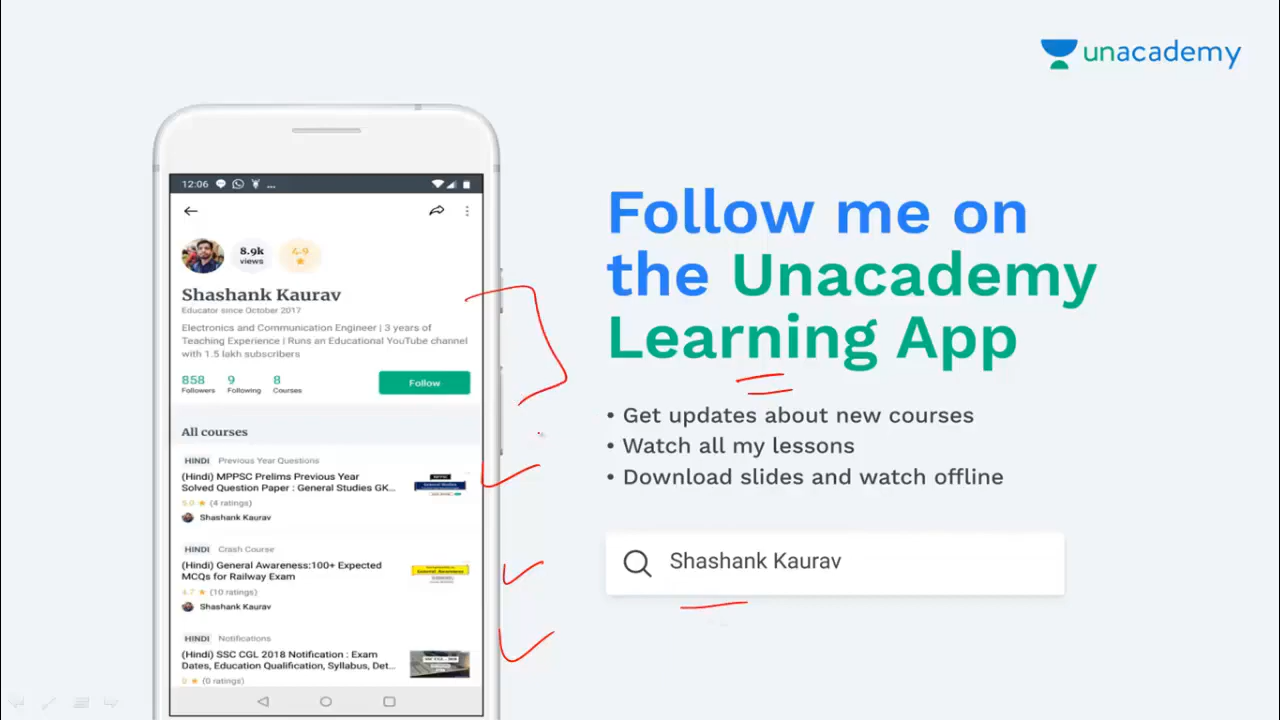 unacademy
12:06
8.9k
views
4.9
Shashank Kaurav
Educator since October 2017
Electronics and Communication Engineer | 3 years of
Teaching Experience | Runs an Educational YouTube channel
with 1.5 lakh subscribers
858 9 8
Followers Following Courses
Follow
All courses
HINDI Previous Year Questions
(Hindi) MPPSC Prelims Previous Year
Solved Question Paper : General Studies GK...
5.0 ★ (4 ratings)
Shashank Kaurav
HINDI Crash Course
(Hindi) General Awareness:100+ Expected
MCQs for Railway Exam
4.7 ★ (10 ratings)
Shashank Kaurav
HINDI Notifications
(Hindi) SSC CGL 2018 Notification : Exam
Dates, Education Qualification, Syllabus, Det...
0 ★ (0 ratings)
Follow me on
the Unacademy
Learning App
• Get updates about new courses
• Watch all my lessons
• Download slides and watch offline
Shashank Kaurav